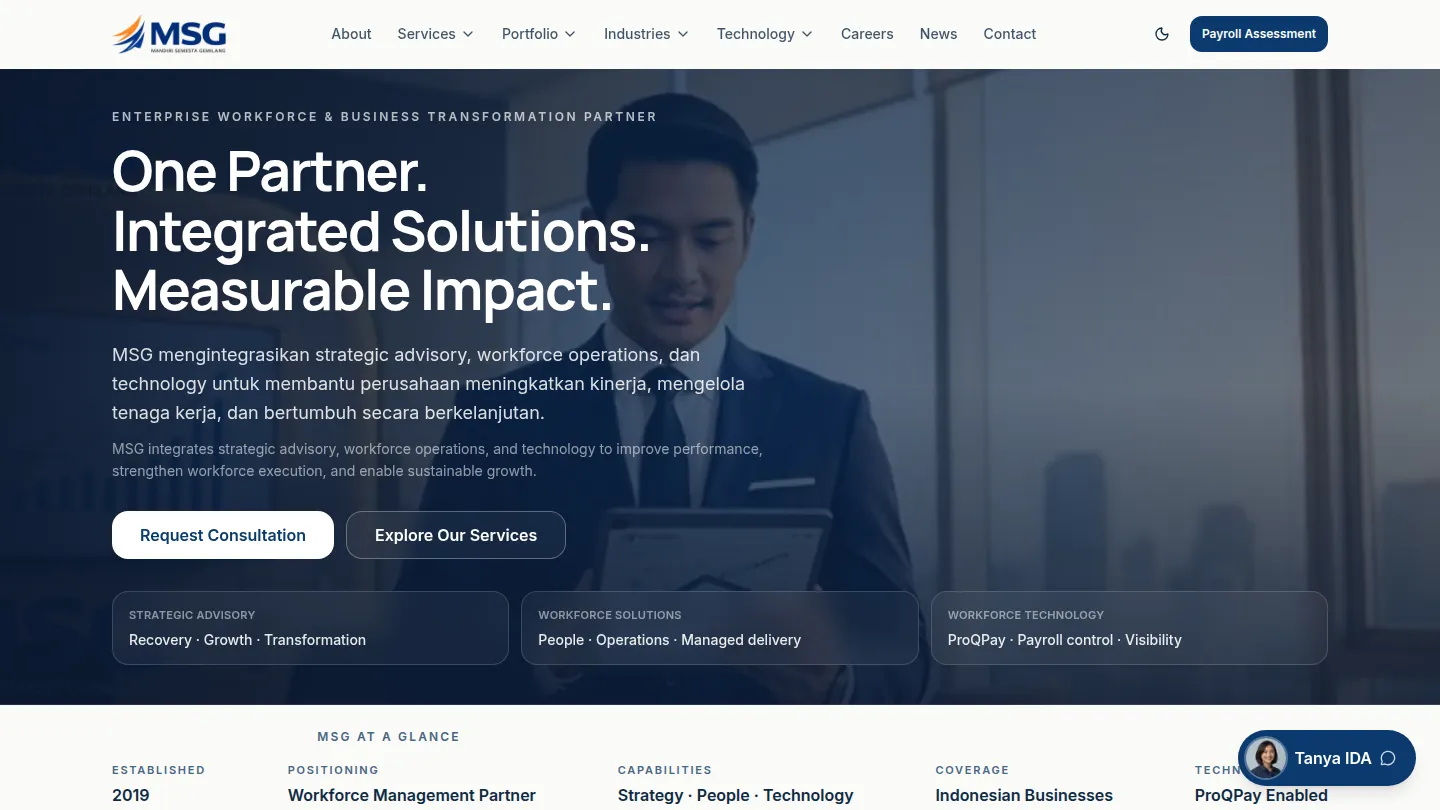 MSG
MANDIRI SEMESTA GEMILANG
About
Services
Portfolio
Industries
Technology
Careers
News
Contact
Payroll Assessment
ENTERPRISE WORKFORCE & BUSINESS TRANSFORMATION PARTNER
One Partner.
Integrated Solutions.
Measurable Impact.
MSG mengintegrasikan strategic advisory, workforce operations, dan
technology untuk membantu perusahaan meningkatkan kinerja, mengelola
tenaga kerja, dan bertumbuh secara berkelanjutan.
MSG integrates strategic advisory, workforce operations, and technology to improve performance,
strengthen workforce execution, and enable sustainable growth.
Request Consultation
Explore Our Services
STRATEGIC ADVISORY
Recovery · Growth · Transformation
WORKFORCE SOLUTIONS
People · Operations · Managed delivery
WORKFORCE TECHNOLOGY
ProQPay · Payroll control · Visibility
MSG AT A GLANCE
ESTABLISHED
2019
POSITIONING
Workforce Management Partner
CAPABILITIES
Strategy · People · Technology
COVERAGE
Indonesian Businesses
ProQPay Enabled
Tanya IDA